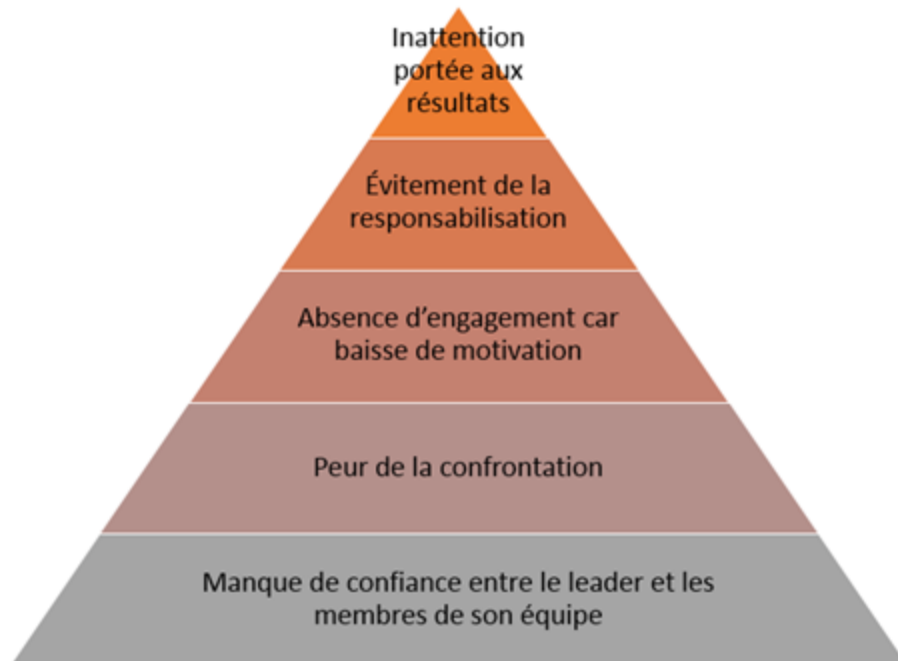 Inattention
portée aux
résultats
Évitement de la
responsabilisation
Absence d’engagement car
baisse de motivation
Peur de la confrontation
Manque de confiance entre le leader et les
membres de son équipe